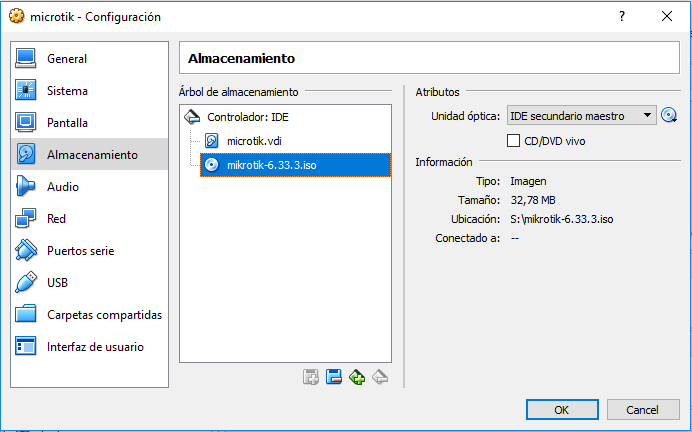 microtik - Configuración
?
General
Sistema
Pantalla
Almacenamiento
Audio
Red
Puertos serie
USB
Carpetas compartidas
Interfaz de usuario
Almacenamiento
Árbol de almacenamiento
Controlador: IDE
microtik.vdi
mikrotik-6.33.3.iso
Atributos
Unidad óptica: IDE secundario maestro
CD/DVD vivo
Información
Tipo: Imagen
Tamaño: 32,78 MB
Ubicación: S:\mikrotik-6.33.3.iso
Conectado a: --
OK Cancel